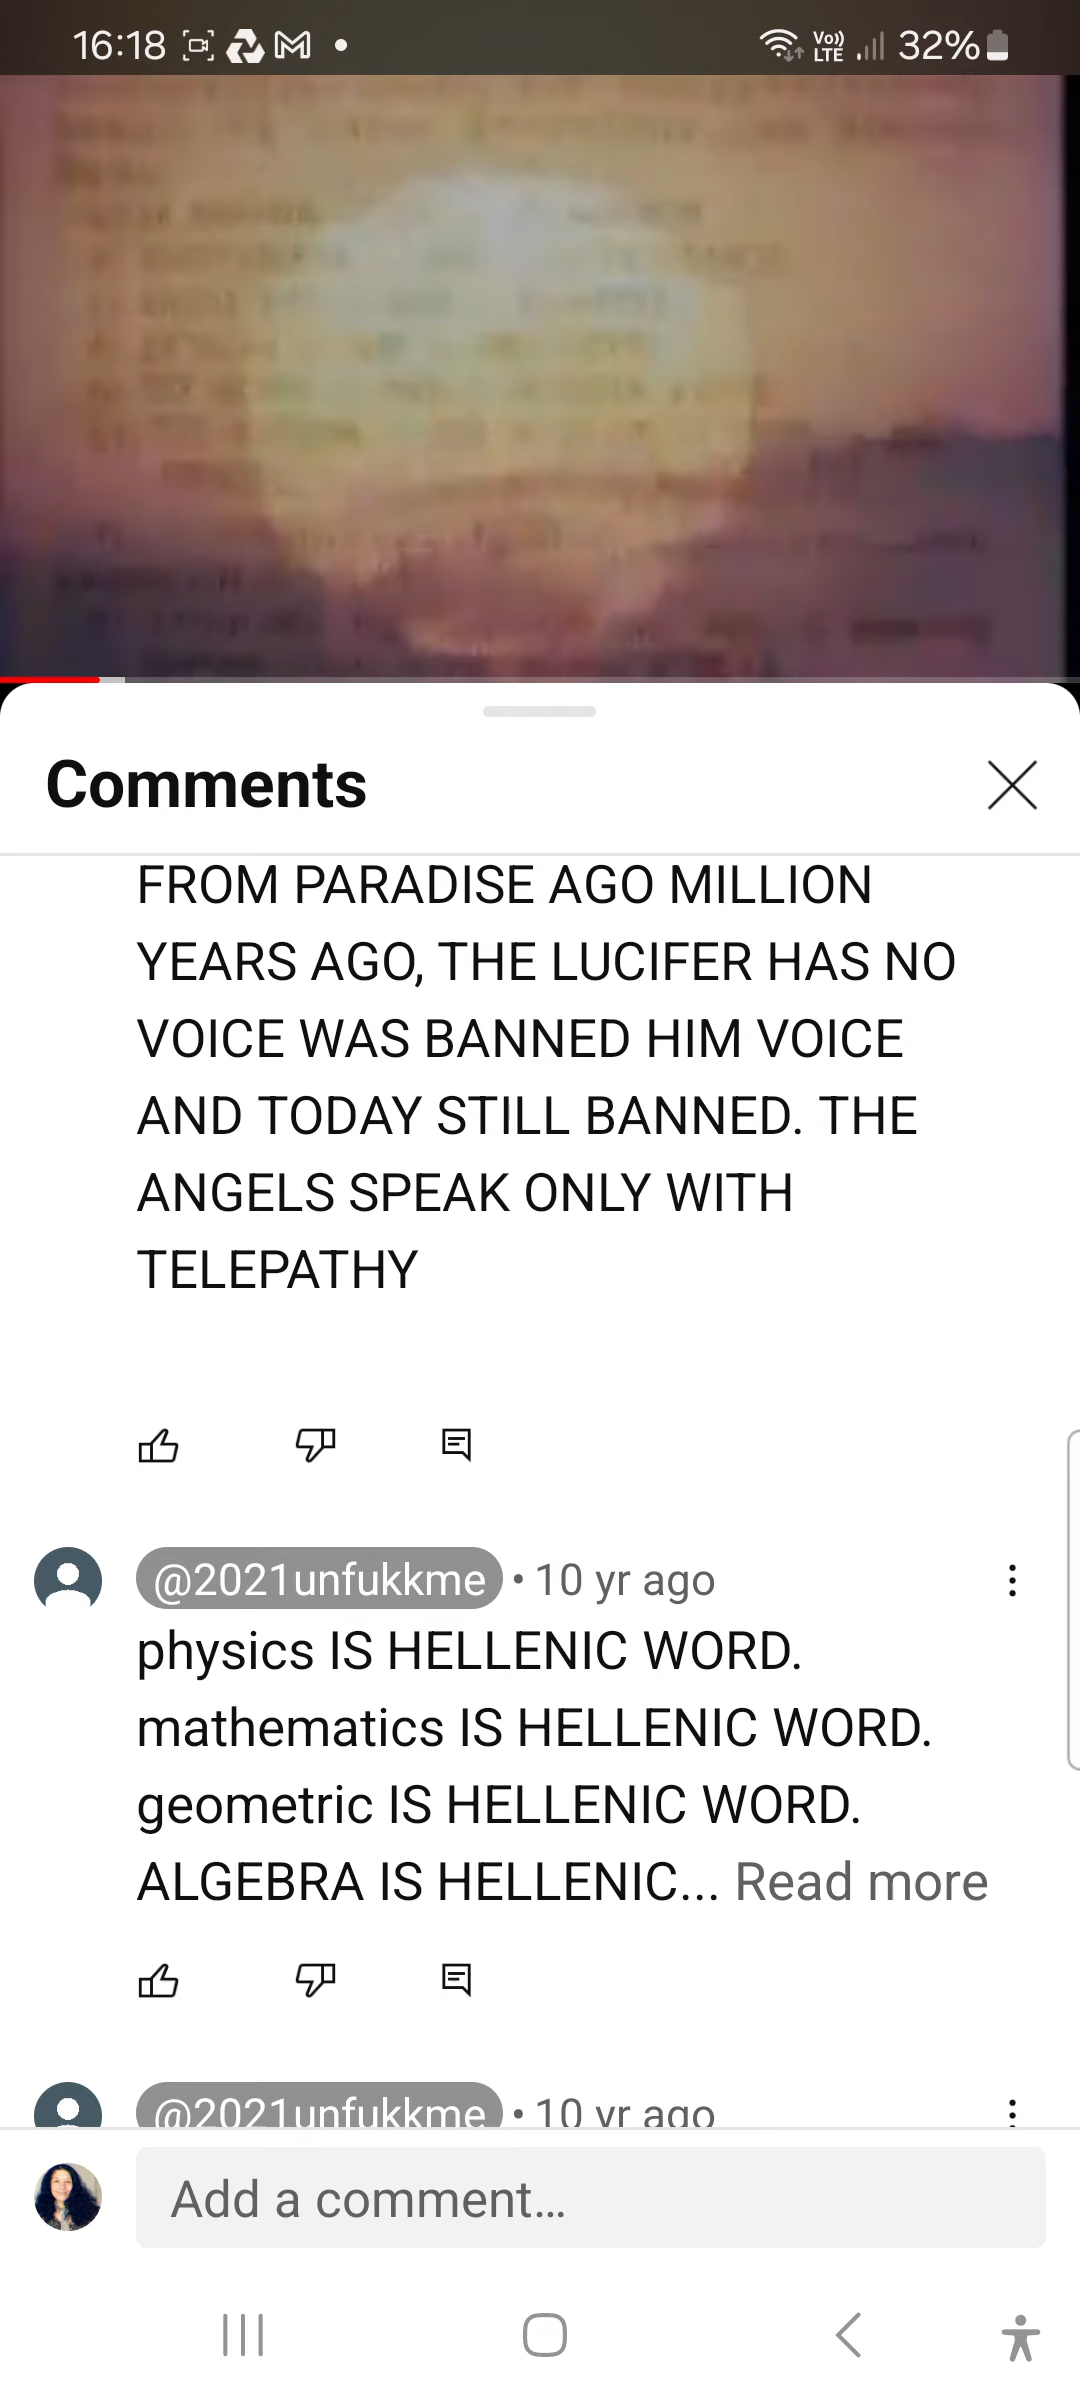 16:18
Vo))
LTE
32%
Comments
FROM PARADISE AGO MILLION
YEARS AGO, THE LUCIFER HAS NO
VOICE WAS BANNED HIM VOICE
AND TODAY STILL BANNED. THE
ANGELS SPEAK ONLY WITH
TELEPATHY
@2021unfukkme • 10 yr ago
physics IS HELLENIC WORD.
mathematics IS HELLENIC WORD.
geometric IS HELLENIC WORD.
ALGEBRA IS HELLENIC... Read more
@2021unfukkme • 10 yr ago
Add a comment...